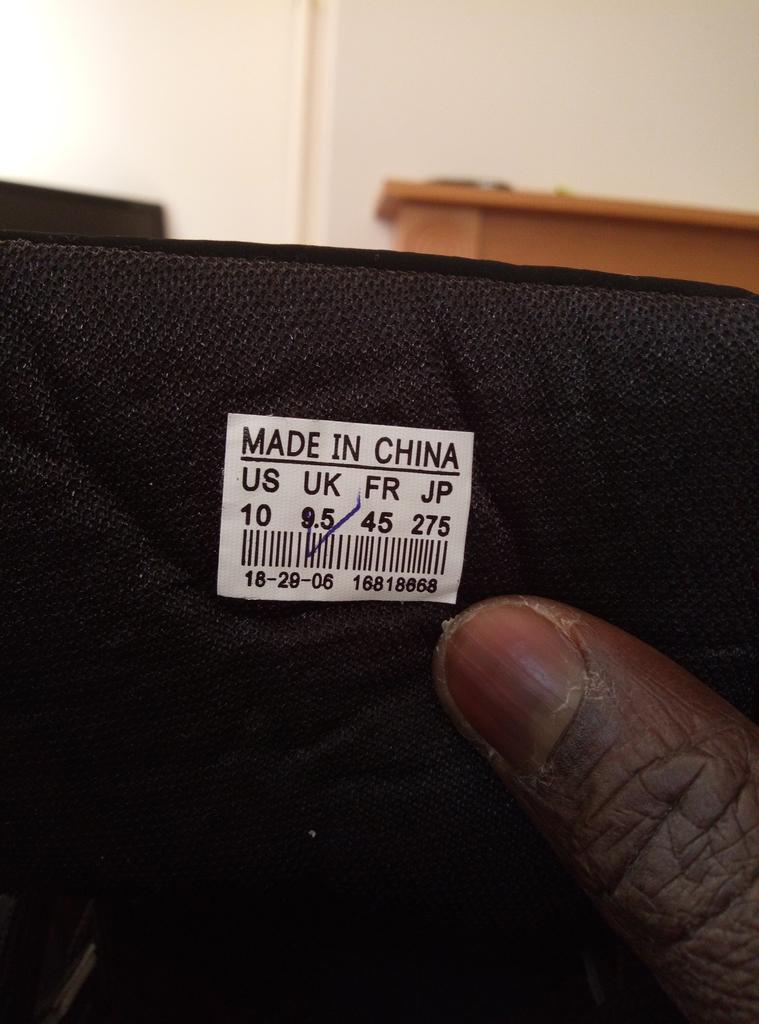 MADE IN CHINA
US UK FR JP
10 9.5 45 275
18-29-06 16818668